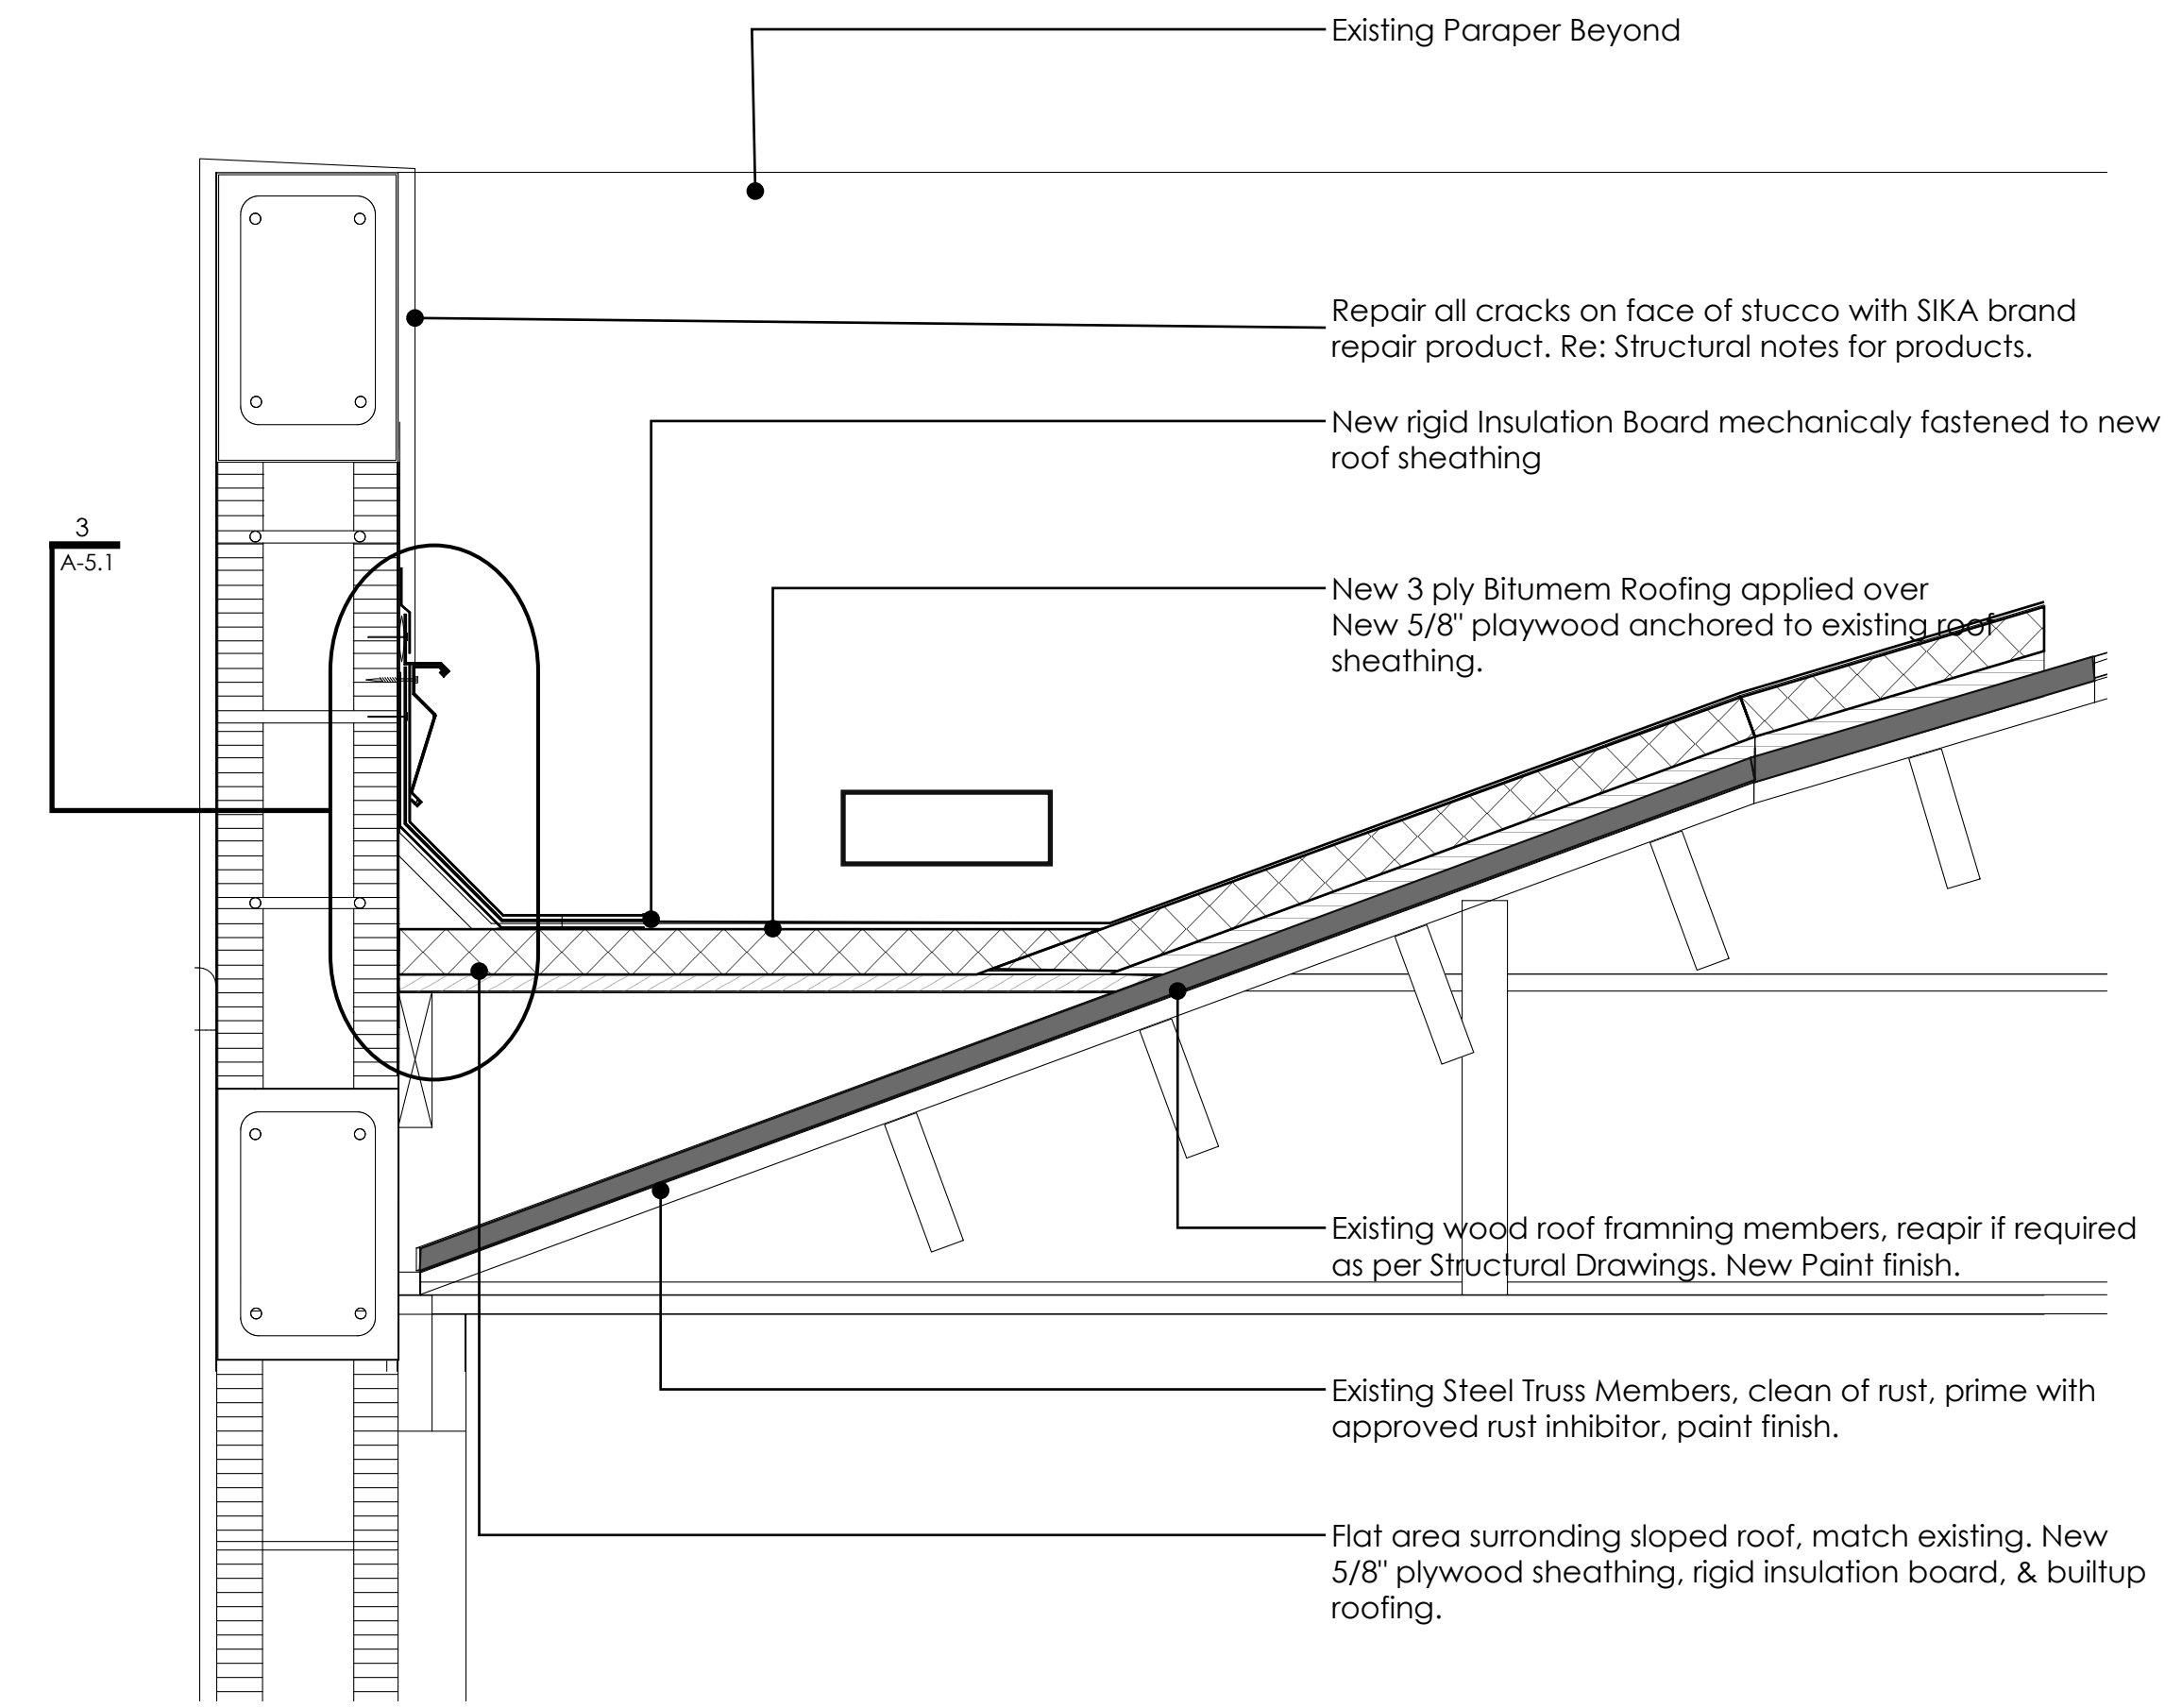 Existing Paraper Beyond
Repair all cracks on face of stucco with SIKA brand
repair product. Re: Structural notes for products.
New rigid Insulation Board mechanicaly fastened to new
roof sheathing
3
A-5.1
New 3 ply Bitumem Roofing applied over
New 5/8" playwood anchored to existing roof
sheathing.
Existing wood roof framning members, reapir if required
as per Structural Drawings. New Paint finish.
Existing Steel Truss Members, clean of rust, prime with
approved rust inhibitor, paint finish.
Flat area surronding sloped roof, match existing. New
5/8" plywood sheathing, rigid insulation board, & builtup
roofing.